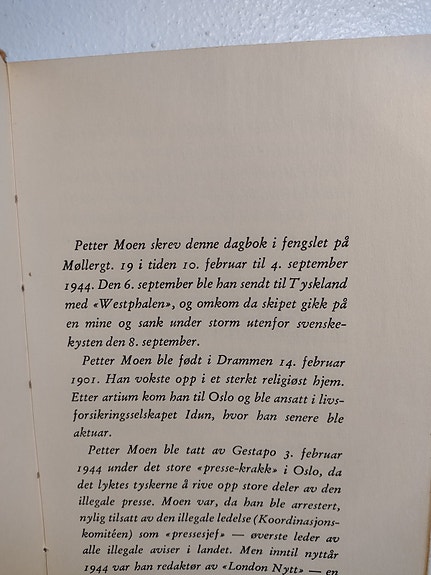 Petter Moen skrev denne dagbok i fengslet på
Møllergt. 19 i tiden 10. februar til 4. september
1944. Den 6. september ble han sendt til Tyskland
med «Westphalen», og omkom da skipet gikk på
en mine og sank under storm utenfor svenske-
kysten den 8. september.
Petter Moen ble født i Drammen 14. februar
1901. Han vokste opp i et sterkt religiøst hjem.
Etter artium kom han til Oslo og ble ansatt i livs-
forsikringsselskapet Idun, hvor han senere ble
aktuar.
Petter Moen ble tatt av Gestapo 3. februar
1944 under det store «presse-krakk» i Oslo, da
det lyktes tyskerne å rive opp store deler av den
illegale presse. Moen var, da han ble arrestert,
nylig tilsatt av den illegale ledelse (Koordinasjons-
komitéen) som «pressesjef» — øverste leder av
alle illegale aviser i landet. Men inntil nyttår
1944 var han redaktør av «London Nytt» — en